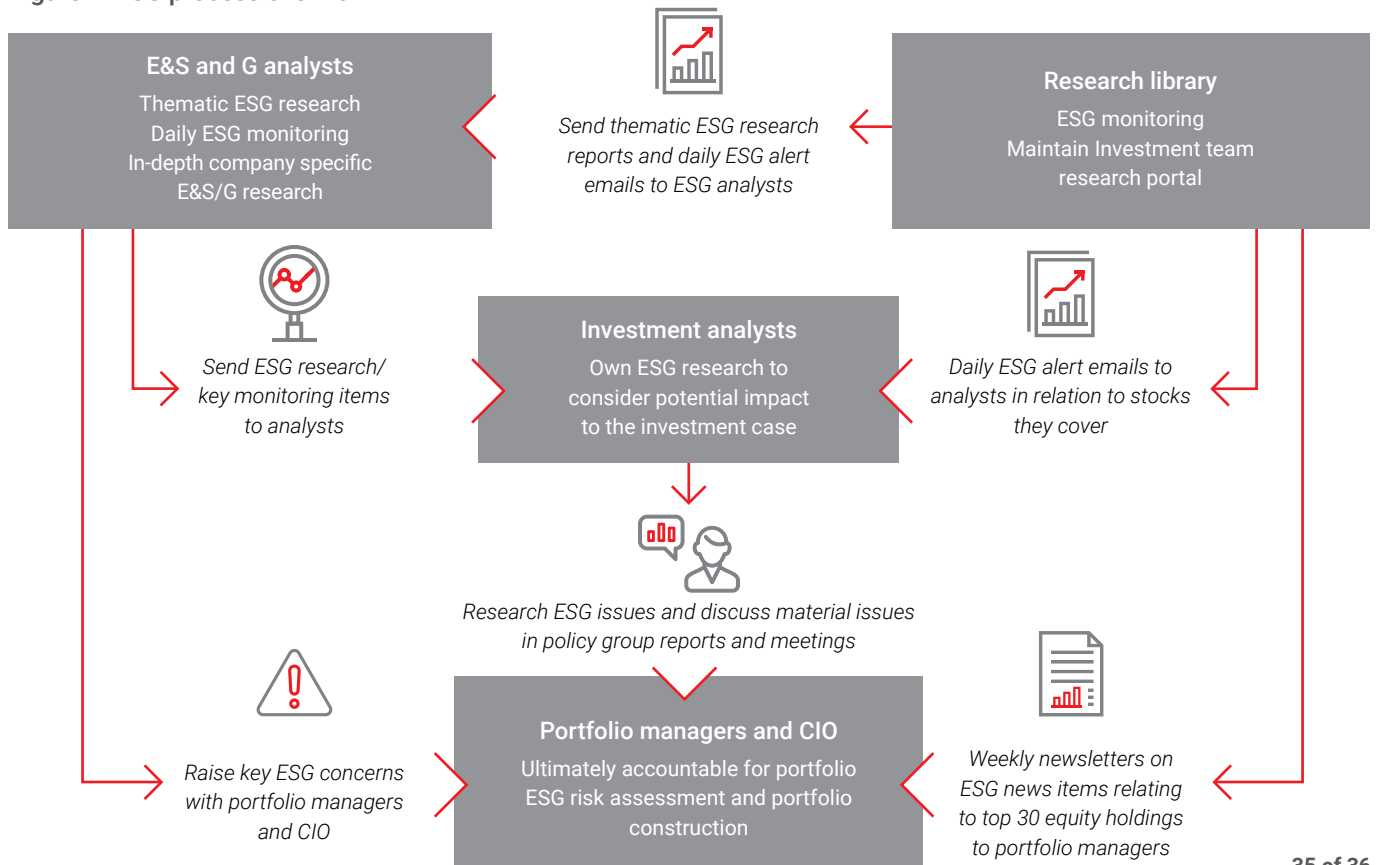 E&S and G analysts
Thematic ESG research
Daily ESG monitoring
In-depth company specific
E&S/G research
Send thematic ESG research
reports and daily ESG alert
emails to ESG analysts
Research library
ESG monitoring
Maintain Investment team
research portal
Send ESG research/
key monitoring items
to analysts
Investment analysts
Own ESG research to
consider potential impact
to the investment case
Daily ESG alert emails to
analysts in relation to stocks
they cover
Research ESG issues and discuss material issues
in policy group reports and meetings
Raise key ESG concerns
with portfolio managers
and CIO
Portfolio managers and CIO
Ultimately accountable for portfolio
ESG risk assessment and portfolio
construction
Weekly newsletters on
ESG news items relating
to top 30 equity holdings
to portfolio managers